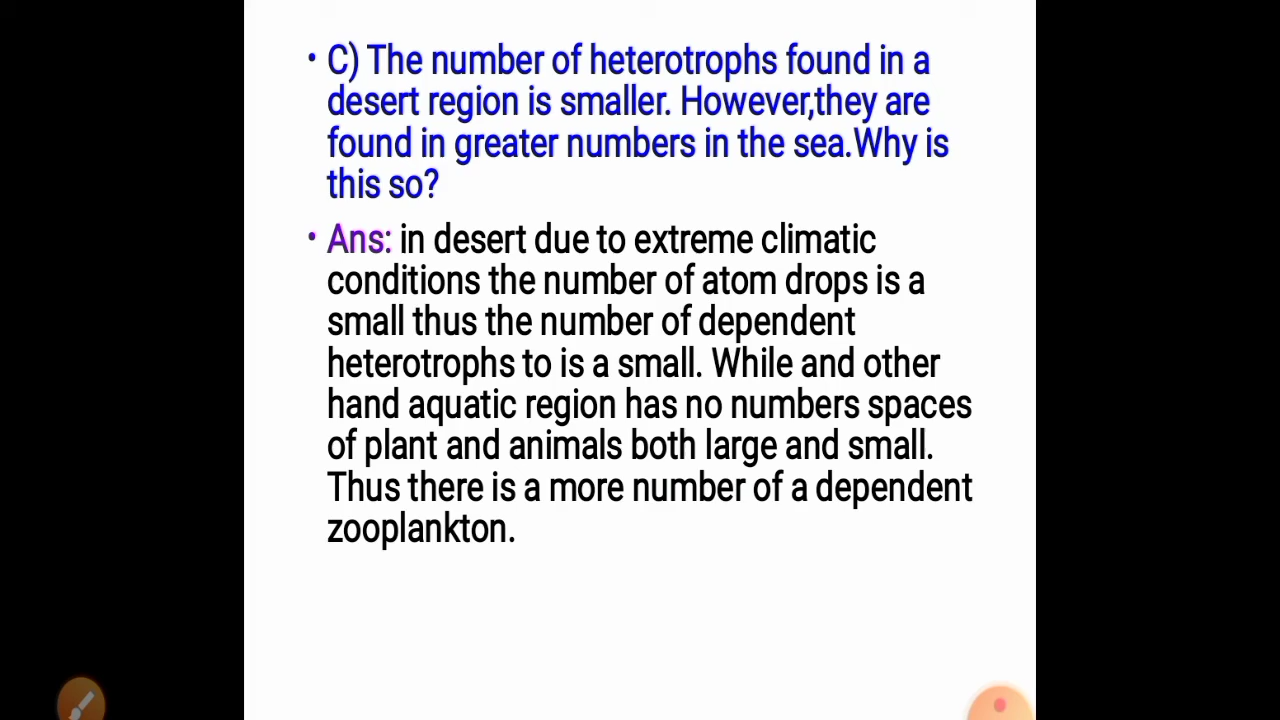 • C) The number of heterotrophs found in a
desert region is smaller. However,they are
found in greater numbers in the sea.Why is
this so?
• Ans: in desert due to extreme climatic
conditions the number of atom drops is a
small thus the number of dependent
heterotrophs to is a small. While and other
hand aquatic region has no numbers spaces
of plant and animals both large and small.
Thus there is a more number of a dependent
zooplankton.